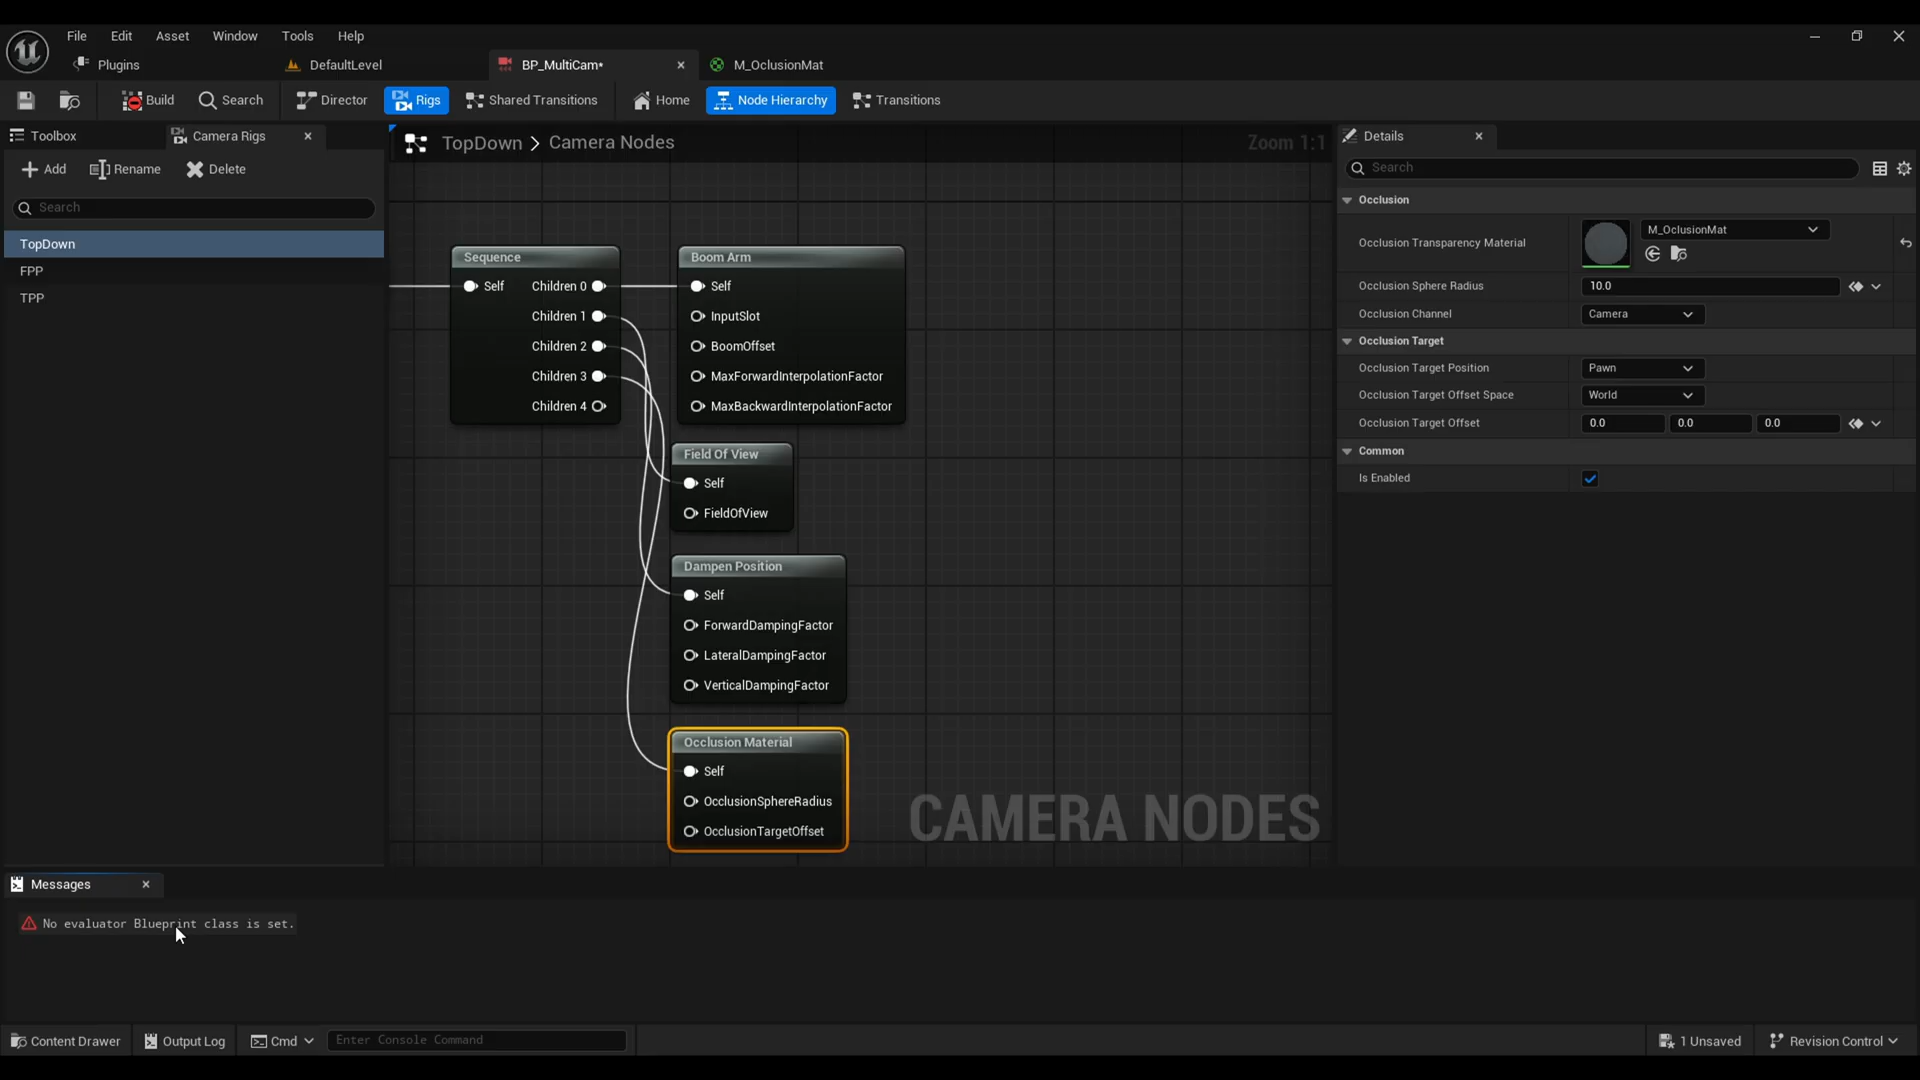 File Edit Asset Window Tools Help
Plugins DefaultLevel BP_MultiCam* M_OclusionMat
Build Search Director Rigs Shared Transitions Home Node Hierarchy Transitions
Toolbox Camera Rigs
Add Rename Delete
Search
TopDown
FPP
TPP
TopDown > Camera Nodes Zoom 1:1
Sequence
Self Children 0
Children 1
Children 2
Children 3
Children 4
Boom Arm
Self
InputSlot
BoomOffset
MaxForwardInterpolationFactor
MaxBackwardInterpolationFactor
Field Of View
Self
FieldOfView
Dampen Position
Self
ForwardDampingFactor
LateralDampingFactor
VerticalDampingFactor
Occlusion Material
Self
OcclusionSphereRadius
OcclusionTargetOffset
CAMERA NODES
Details
Search
Occlusion
Occlusion Transparency Material M_OclusionMat
Occlusion Sphere Radius 10.0
Occlusion Channel Camera
Occlusion Target
Occlusion Target Position Pawn
Occlusion Target Offset Space World
Occlusion Target Offset 0.0 0.0 0.0
Common
Is Enabled
Messages
No evaluator Blueprint class is set.
Content Drawer Output Log Cmd Enter Console Command 1 Unsaved Revision Control